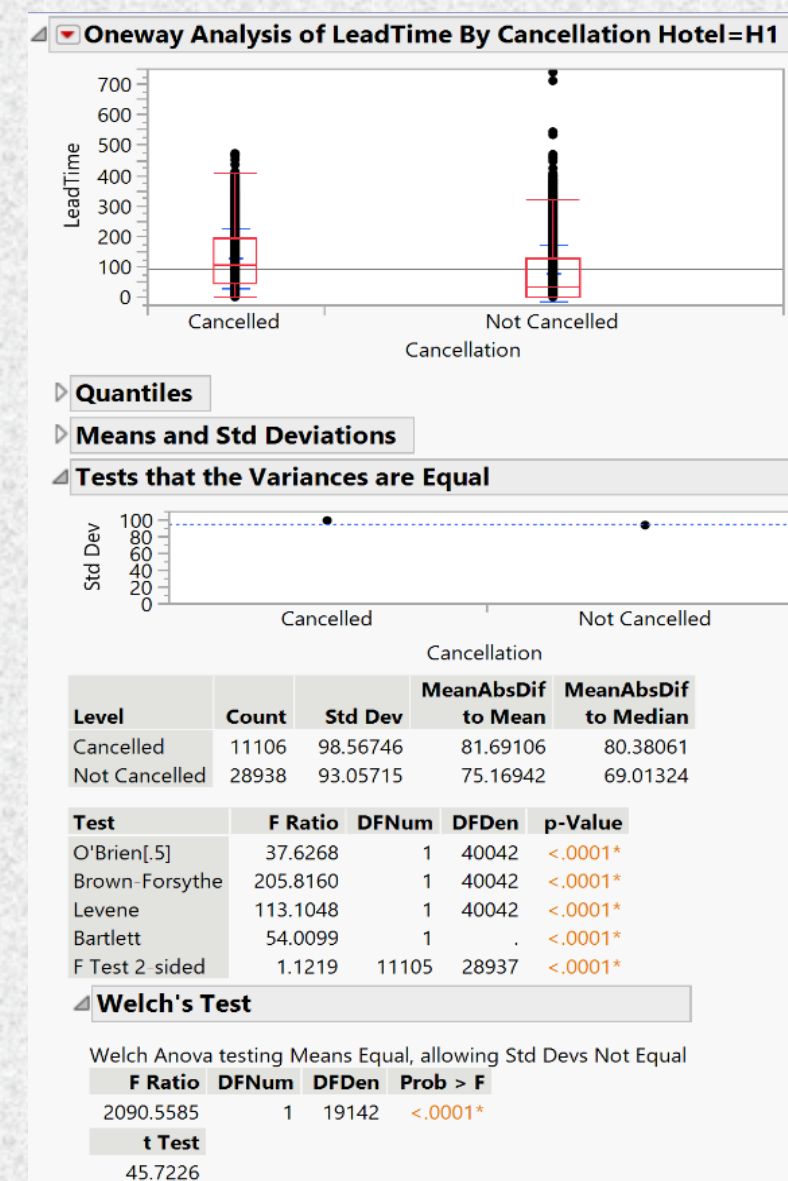 Oneway Analysis of LeadTime By Cancellation Hotel=H1
700
600
500
400
300
200
100
0
LeadTime
Cancelled Not Cancelled
Cancellation
Quantiles
Means and Std Deviations
Tests that the Variances are Equal
100
80
60
40
20
0
Std Dev
Cancelled Not Cancelled
Cancellation
MeanAbsDif MeanAbsDif
Level Count Std Dev to Mean to Median
Cancelled 11106 98.56746 81.69106 80.38061
Not Cancelled 28938 93.05715 75.16942 69.01324
Test F Ratio DFNum DFDen p-Value
O'Brien[.5] 37.6268 1 40042 <.0001*
Brown-Forsythe 205.8160 1 40042 <.0001*
Levene 113.1048 1 40042 <.0001*
Bartlett 54.0099 1 . <.0001*
F Test 2-sided 1.1219 11105 28937 <.0001*
Welch's Test
Welch Anova testing Means Equal, allowing Std Devs Not Equal
F Ratio DFNum DFDen Prob > F
2090.5585 1 19142 <.0001*
t Test
45.7226